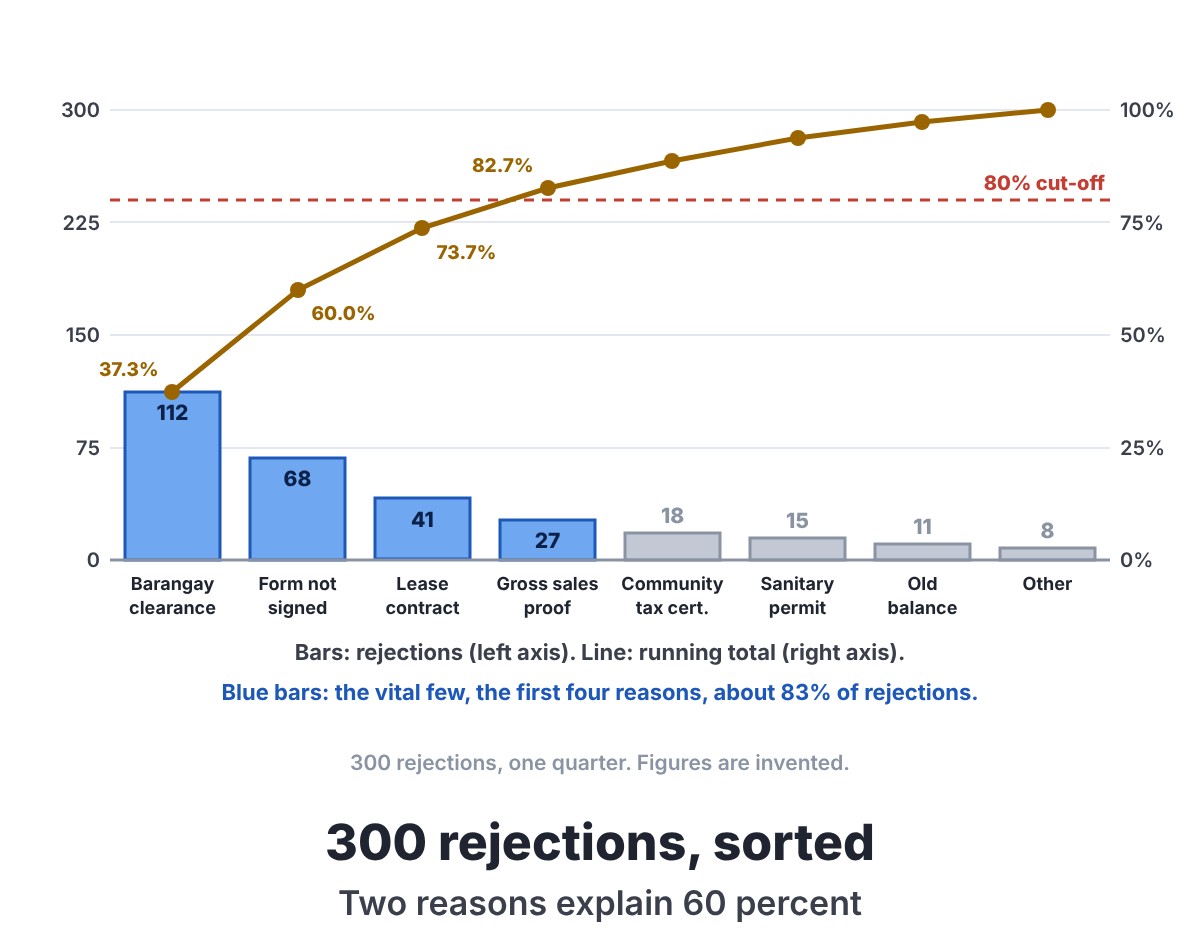 300
100%
82.7%
80% cut-off
225
75%
73.7%
60.0%
150
50%
37.3%
112
75
25%
68
41
27
18
15
11
8
0
0%
Barangay
clearance
Form not
signed
Lease
contract
Gross sales
proof
Community
tax cert.
Sanitary
permit
Old
balance
Other
Bars: rejections (left axis). Line: running total (right axis).
Blue bars: the vital few, the first four reasons, about 83% of rejections.
300 rejections, one quarter. Figures are invented.
300 rejections, sorted
Two reasons explain 60 percent